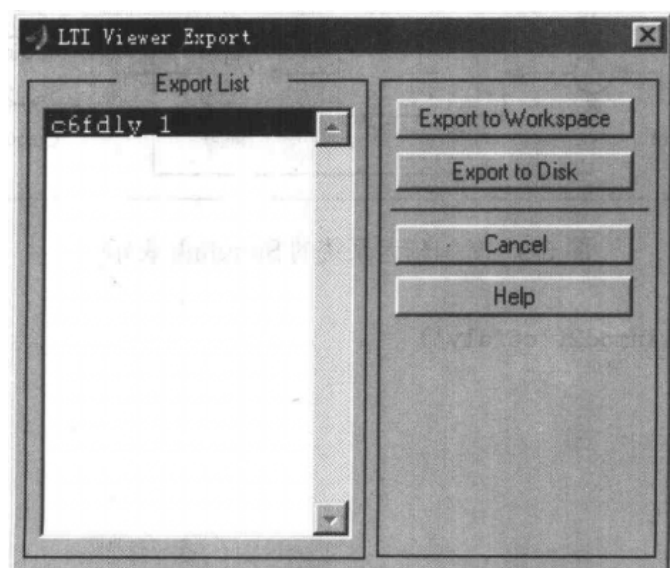 LTI Viewer Export
Export List
c6fdly_1
Export to Workspace
Export to Disk
Cancel
Help